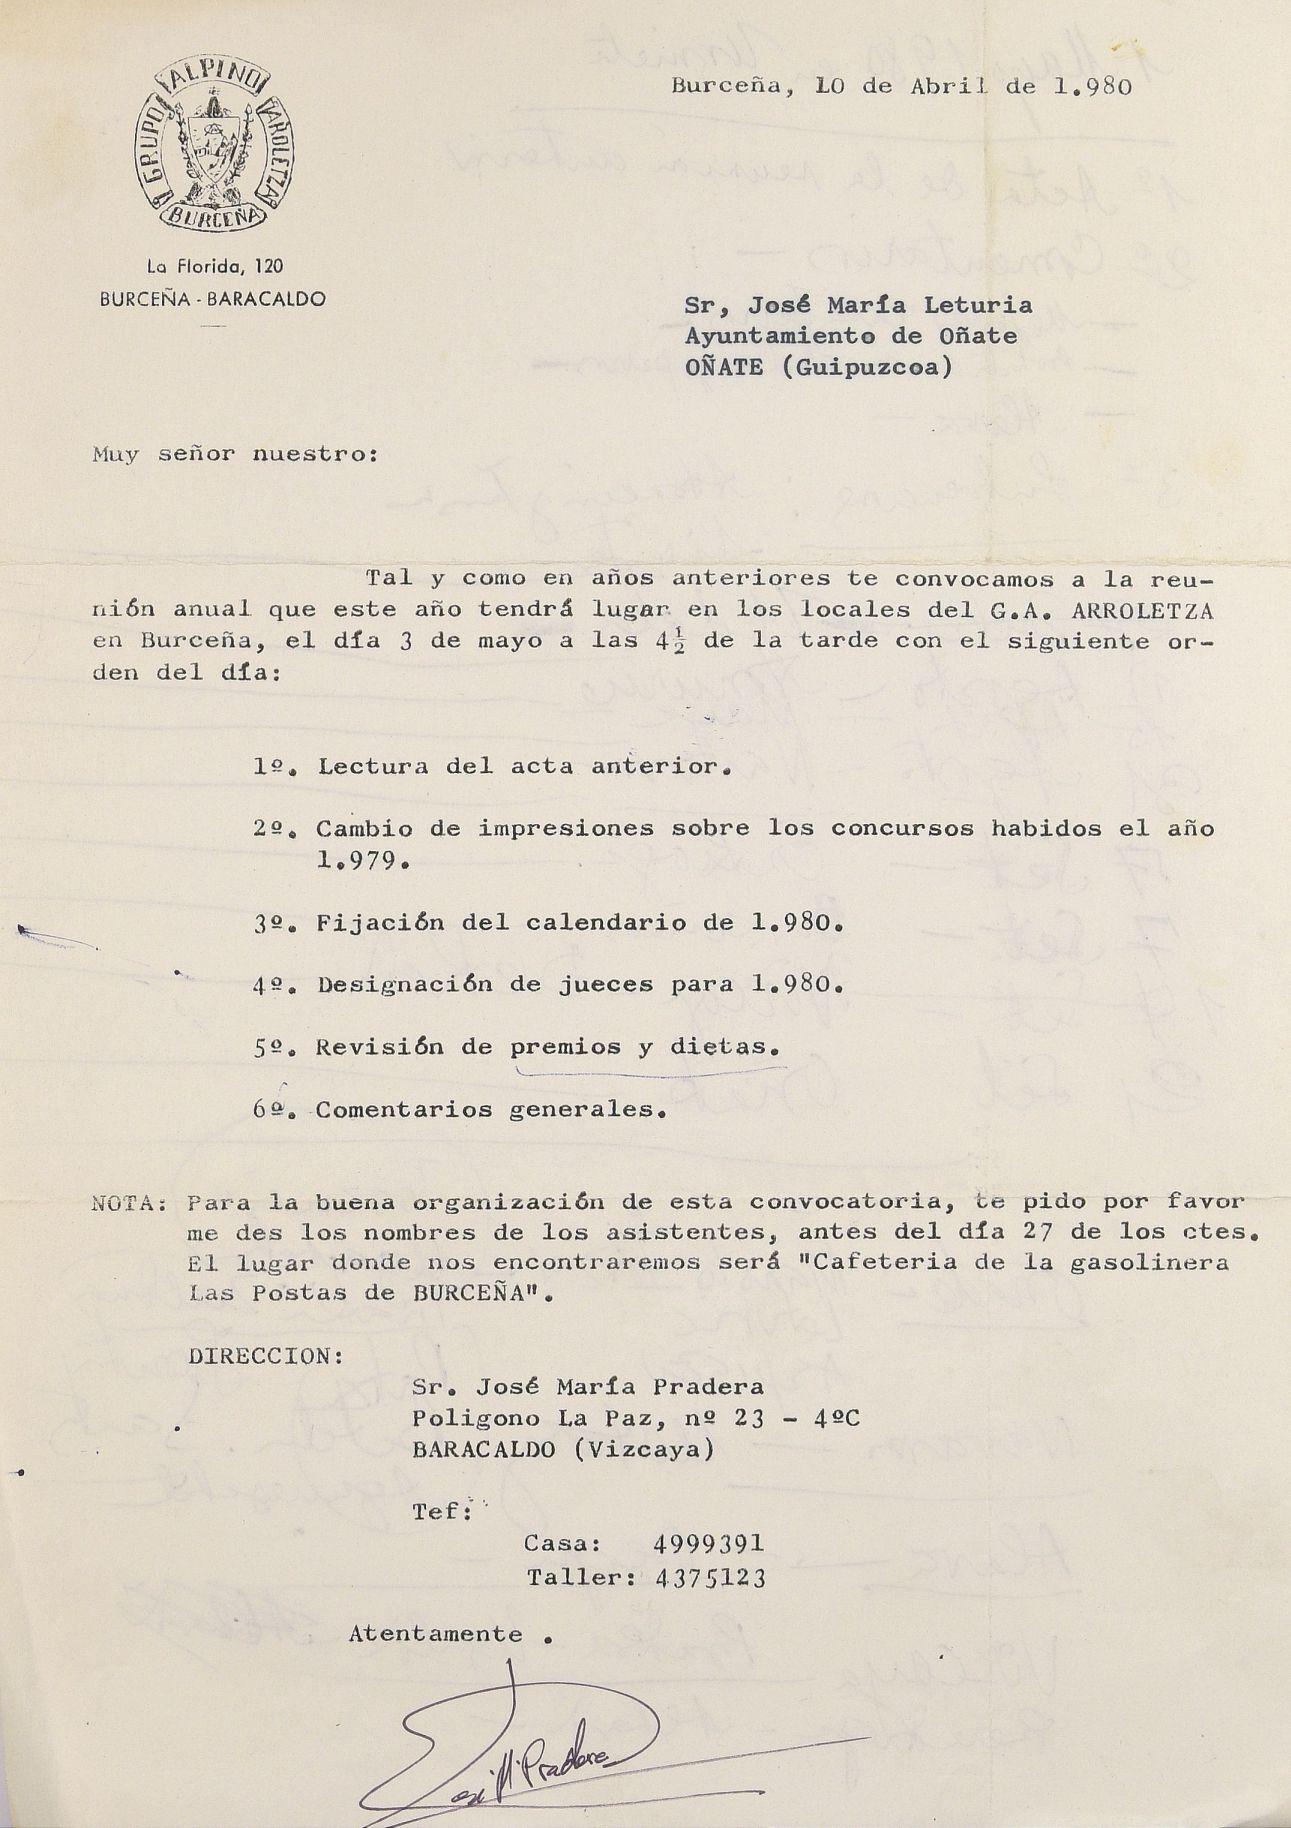 GRUPO ALPINO ARROLETZA
BURCEÑA
La Florida, 120
BURCEÑA - BARACALDO
Burceña, 10 de Abril de 1.980
Sr, José María Leturia
Ayuntamiento de Oñate
OÑATE (Guipuzcoa)
Muy señor nuestro:
Tal y como en años anteriores te convocamos a la reu-
nión anual que este año tendrá lugar en los locales del G.A. ARROLETZA
en Burceña, el día 3 de mayo a las 4½ de la tarde con el siguiente or-
den del día:
1º. Lectura del acta anterior.
2º. Cambio de impresiones sobre los concursos habidos el año
1.979.
3º. Fijación del calendario de 1.980.
4º. Designación de jueces para 1.980.
5º. Revisión de premios y dietas.
6º. Comentarios generales.
NOTA: Para la buena organización de esta convocatoria, te pido por favor
me des los nombres de los asistentes, antes del día 27 de los ctes.
El lugar donde nos encontraremos será "Cafeteria de la gasolinera
Las Postas de BURCEÑA".
DIRECCION:
Sr. José María Pradera
Poligono La Paz, nº 23 - 4ºC
BARACALDO (Vizcaya)
Tef:
Casa: 4999391
Taller: 4375123
Atentamente .
José Mª Pradera